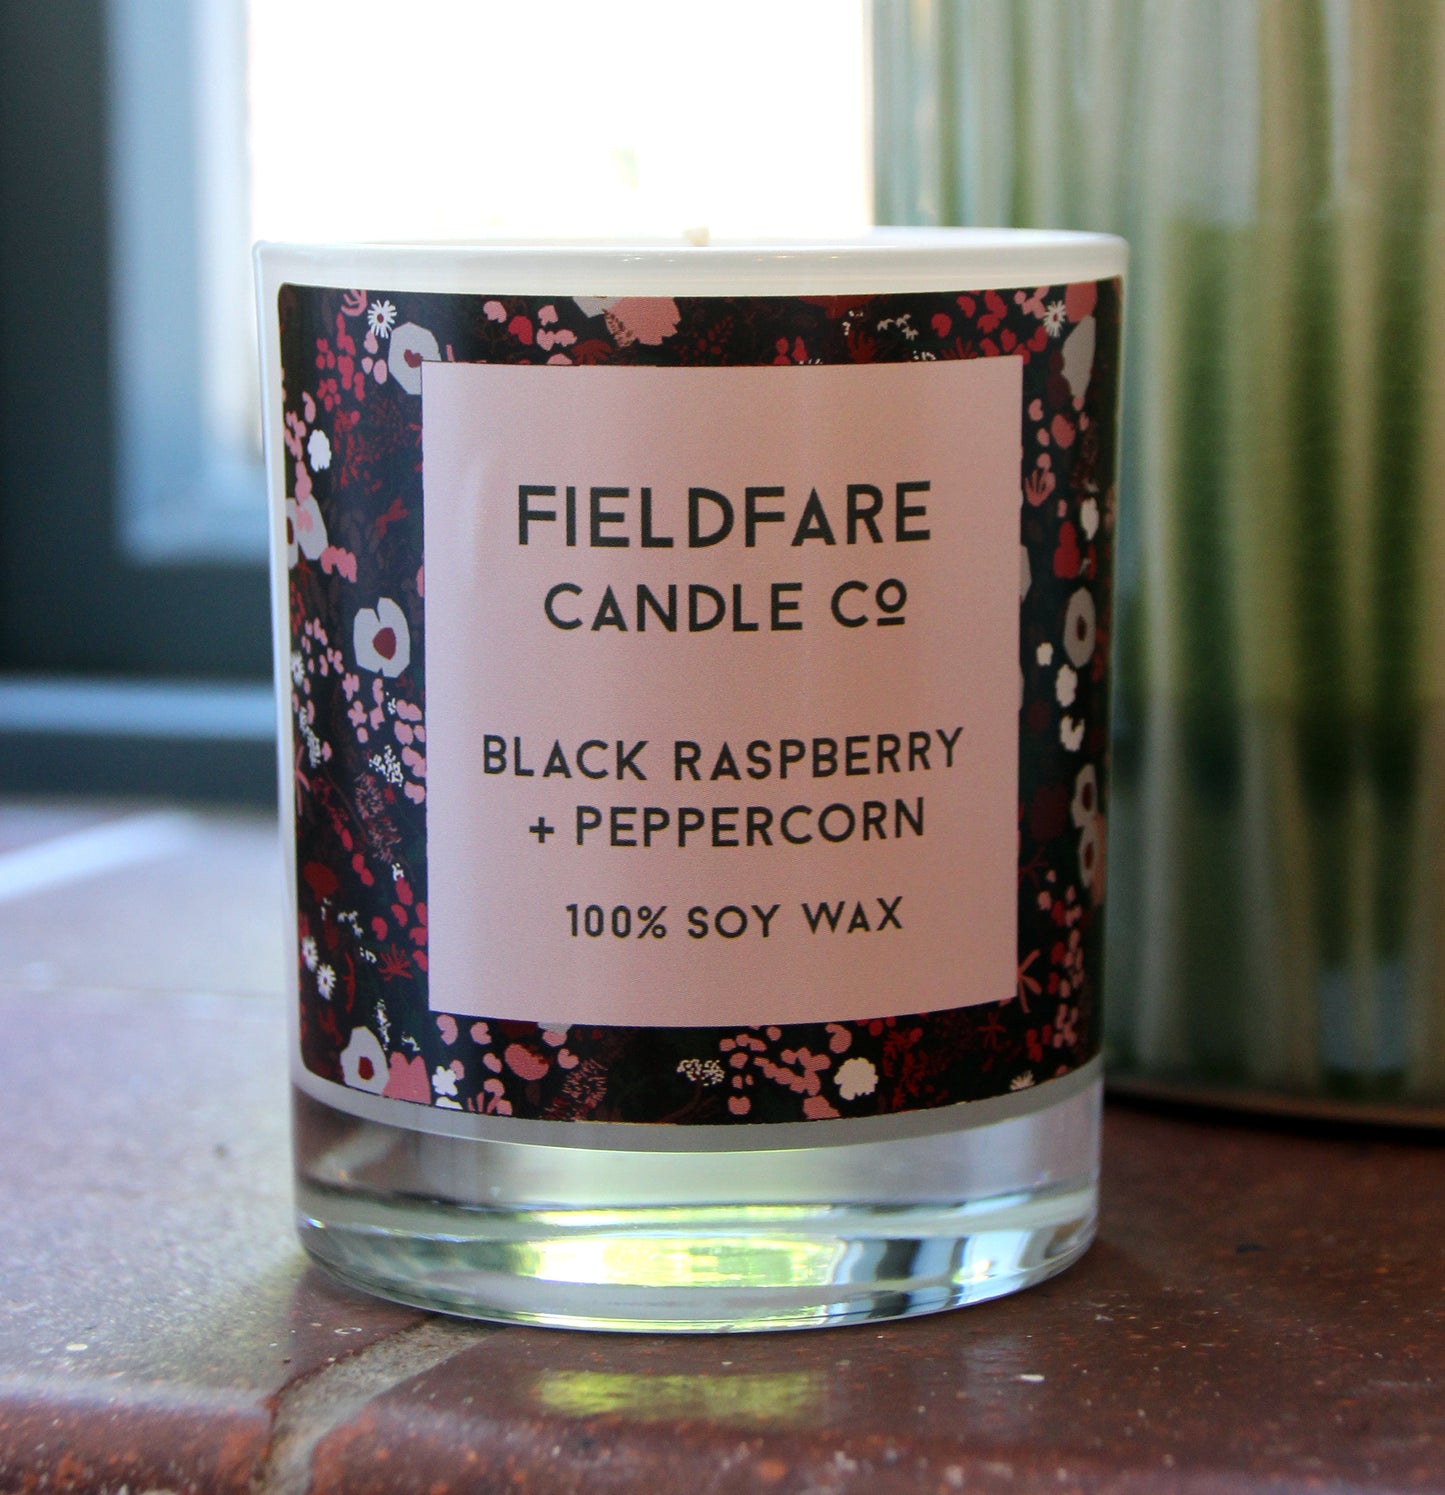 FIELDFARE
CANDLE Cº
BLACK RASPBERRY
+ PEPPERCORN
100% SOY WAX